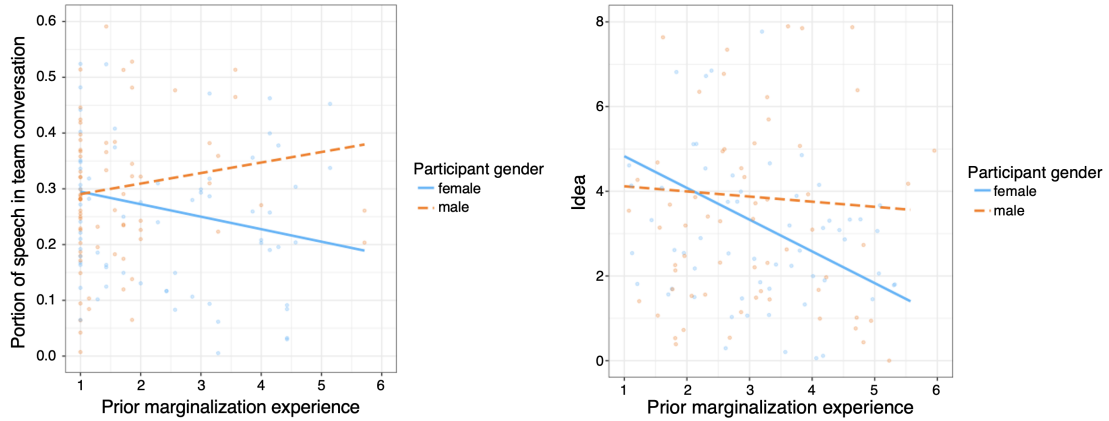 Portion of speech in team conversation
0.6
0.5
0.4
0.3
0.2
0.1
0.0
1 2 3 4 5 6
Prior marginalization experience
Participant gender
female
male
Idea
8
6
4
2
0
1 2 3 4 5 6
Prior marginalization experience
Participant gender
female
male